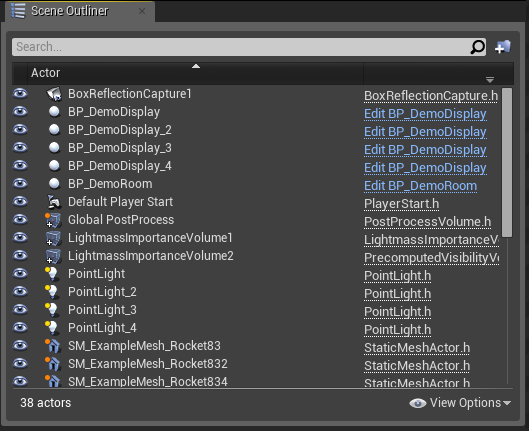 Scene Outliner
Search...
Actor
BoxReflectionCapture1 BoxReflectionCapture.h
BP_DemoDisplay Edit BP_DemoDisplay
BP_DemoDisplay_2 Edit BP_DemoDisplay
BP_DemoDisplay_3 Edit BP_DemoDisplay
BP_DemoDisplay_4 Edit BP_DemoDisplay
BP_DemoRoom Edit BP_DemoRoom
Default Player Start PlayerStart.h
Global PostProcess PostProcessVolume.h
LightmassImportanceVolume1 LightmassImportanceV
LightmassImportanceVolume2 PrecomputedVisibilityV
PointLight PointLight.h
PointLight_2 PointLight.h
PointLight_3 PointLight.h
PointLight_4 PointLight.h
SM_ExampleMesh_Rocket83 StaticMeshActor.h
SM_ExampleMesh_Rocket832 StaticMeshActor.h
SM_ExampleMesh_Rocket834 StaticMeshActor.h
38 actors View Options